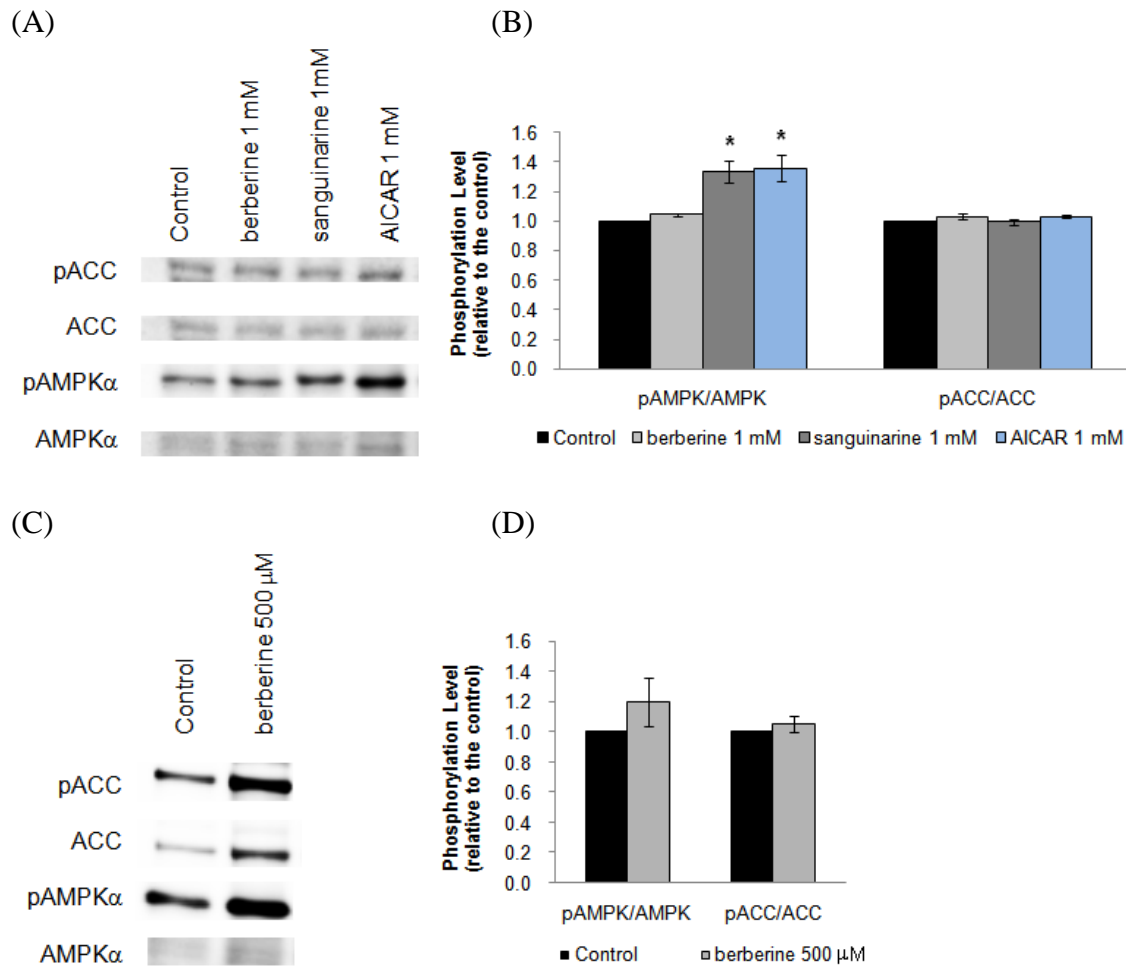 (A)
Control
berberine 1 mM
sanguinarine 1mM
AICAR 1 mM
pACC
ACC
pAMPKα
AMPKα
(B)
Phosphorylation Level
(relative to the control)
1.6
1.4
1.2
1.0
0.8
0.6
0.4
0.2
0.0
* *
pAMPK/AMPK pACC/ACC
Control berberine 1 mM sanguinarine 1 mM AICAR 1 mM
(C)
Control
berberine 500 μM
pACC
ACC
pAMPKα
AMPKα
(D)
Phosphorylation Level
(relative to the control)
1.6
1.4
1.2
1.0
0.8
0.6
0.4
0.2
0.0
pAMPK/AMPK pACC/ACC
Control berberine 500 μM